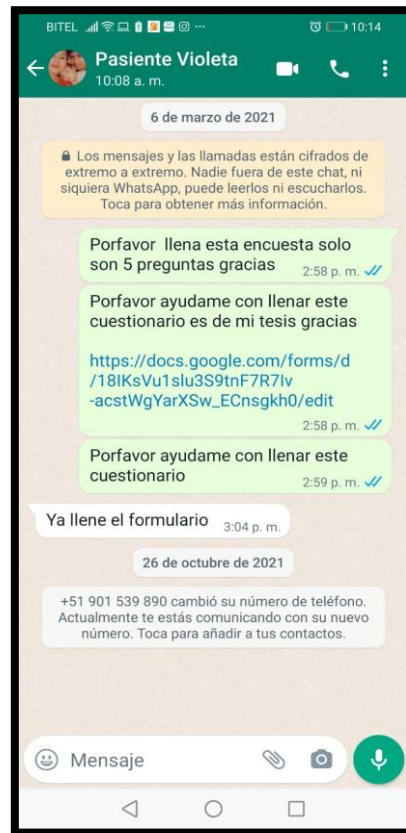 BITEL 10:14
Pasiente Violeta
10:08 a. m.
6 de marzo de 2021
Los mensajes y las llamadas están cifrados de
extremo a extremo. Nadie fuera de este chat, ni
siquiera WhatsApp, puede leerlos ni escucharlos.
Toca para obtener más información.
Porfavor llena esta encuesta solo
son 5 preguntas gracias 2:58 p. m.
Porfavor ayudame con llenar este
cuestionario es de mi tesis gracias
https://docs.google.com/forms/d
/18IKsVu1slu3S9tnF7R7lv
-acstWgYarXSw_ECnsgkh0/edit
2:58 p. m.
Porfavor ayudame con llenar este
cuestionario 2:59 p. m.
Ya llene el formulario 3:04 p. m.
26 de octubre de 2021
+51 901 539 890 cambió su número de teléfono.
Actualmente te estás comunicando con su nuevo
número. Toca para añadir a tus contactos.
Mensaje